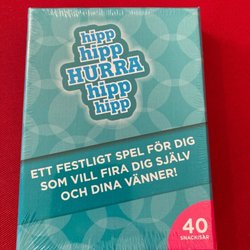 hipp
hipp
HURRA
hipp
hipp
ETT FESTLIGT SPEL FÖR DIG
SOM VILL FIRA DIG SJÄLV
OCH DINA VÄNNER!
40
SNACKISAR